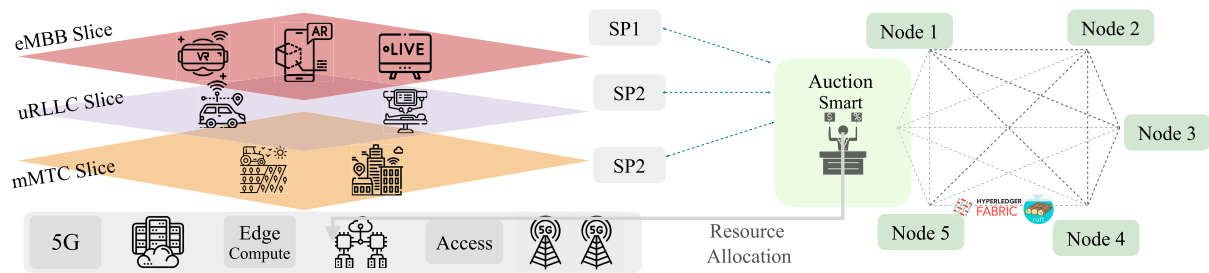 eMBB Slice
VR
AR
LIVE
SP1
Node 1
Node 2
uRLLC Slice
SP2
Auction
Smart
$ %
Node 3
mMTC Slice
SP2
HYPERLEDGER
FABRIC
raft
5G
Edge
Compute
Access
5G
5G
Resource
Allocation
Node 5
Node 4